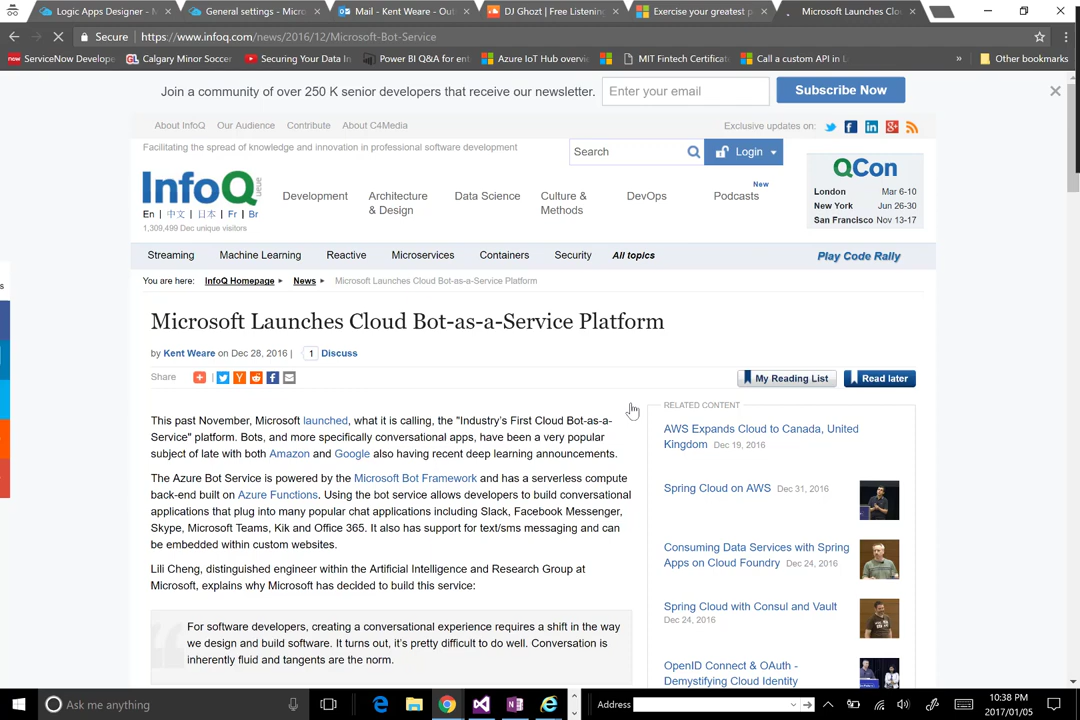 Logic Apps Designer - M
General settings - Micro
Mail - Kent Weare - Out
DJ Ghozt | Free Listenin
Exercise your greatest p
Microsoft Launches Clo
Secure
https://www.infoq.com/news/2016/12/Microsoft-Bot-Service
now ServiceNow Develope
GL Calgary Minor Soccer
Securing Your Data In
Power BI Q&A for ent
Azure IoT Hub overvi
MIT Fintech Certificat
Call a custom API in L
» Other bookmarks
Join a community of over 250 K senior developers that receive our newsletter. Enter your email Subscribe Now
About InfoQ Our Audience Contribute About C4Media Exclusive updates on:
Facilitating the spread of knowledge and innovation in professional software development
Search Login
InfoQ
En | 中文 | 日本 | Fr | Br
1,309,499 Dec unique visitors
Development
Architecture
& Design
Data Science
Culture &
Methods
DevOps
New
Podcasts
QCon
London Mar 6-10
New York Jun 26-30
San Francisco Nov 13-17
Streaming Machine Learning Reactive Microservices Containers Security All topics Play Code Rally
You are here: InfoQ Homepage News Microsoft Launches Cloud Bot-as-a-Service Platform
Microsoft Launches Cloud Bot-as-a-Service Platform
by Kent Weare on Dec 28, 2016 | 1 Discuss
Share
My Reading List Read later
This past November, Microsoft launched, what it is calling, the "Industry's First Cloud Bot-as-a-
Service" platform. Bots, and more specifically conversational apps, have been a very popular
subject of late with both Amazon and Google also having recent deep learning announcements.
The Azure Bot Service is powered by the Microsoft Bot Framework and has a serverless compute
back-end built on Azure Functions. Using the bot service allows developers to build conversational
applications that plug into many popular chat applications including Slack, Facebook Messenger,
Skype, Microsoft Teams, Kik and Office 365. It also has support for text/sms messaging and can
be embedded within custom websites.
Lili Cheng, distinguished engineer within the Artificial Intelligence and Research Group at
Microsoft, explains why Microsoft has decided to build this service:
For software developers, creating a conversational experience requires a shift in the way
we design and build software. It turns out, it's pretty difficult to do well. Conversation is
inherently fluid and tangents are the norm.
RELATED CONTENT
AWS Expands Cloud to Canada, United
Kingdom Dec 19, 2016
Spring Cloud on AWS Dec 31, 2016
Consuming Data Services with Spring
Apps on Cloud Foundry Dec 24, 2016
Spring Cloud with Consul and Vault
Dec 24, 2016
OpenID Connect & OAuth -
Demystifying Cloud Identity
Ask me anything
Address
10:38 PM
2017/01/05